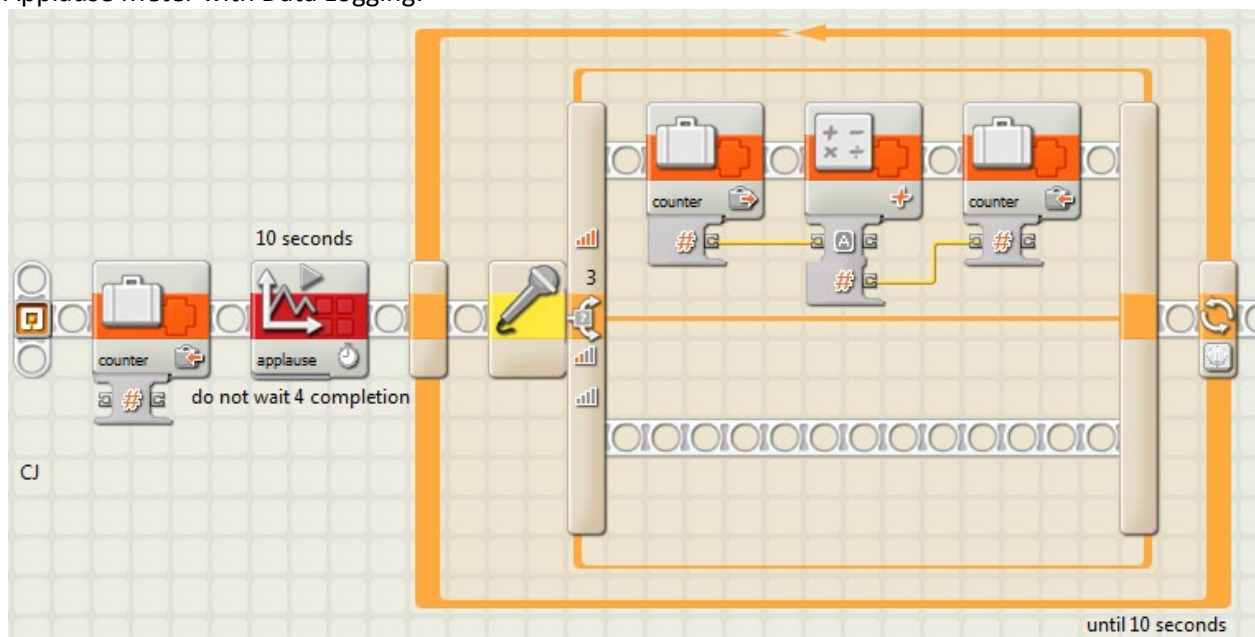 Applause Meter with Data Logging:
10 seconds
counter
applause
do not wait 4 completion
CJ
3
counter
counter
A
until 10 seconds